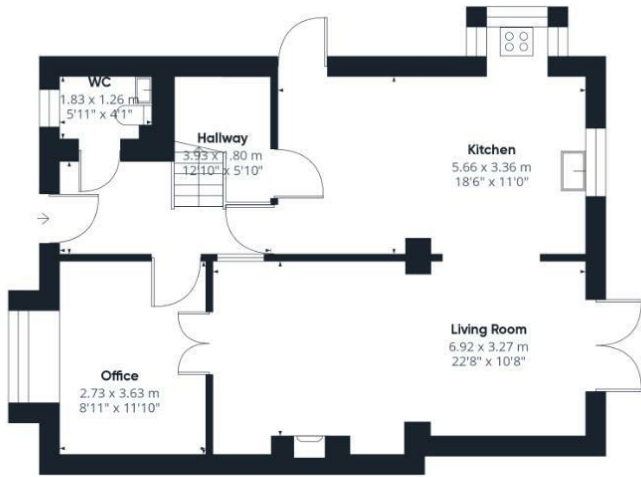 WC
1.83 x 1.26 m
5'11" x 4'1"
Hallway
3.93 x 1.80 m
12'10" x 5'10"
Kitchen
5.66 x 3.36 m
18'6" x 11'0"
Living Room
6.92 x 3.27 m
22'8" x 10'8"
Office
2.73 x 3.63 m
8'11" x 11'10"